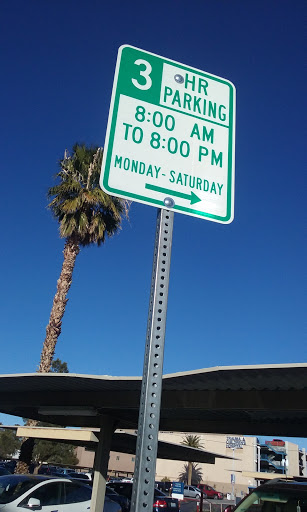 3 HR
PARKING
8:00 AM
TO 8:00 PM
MONDAY-SATURDAY